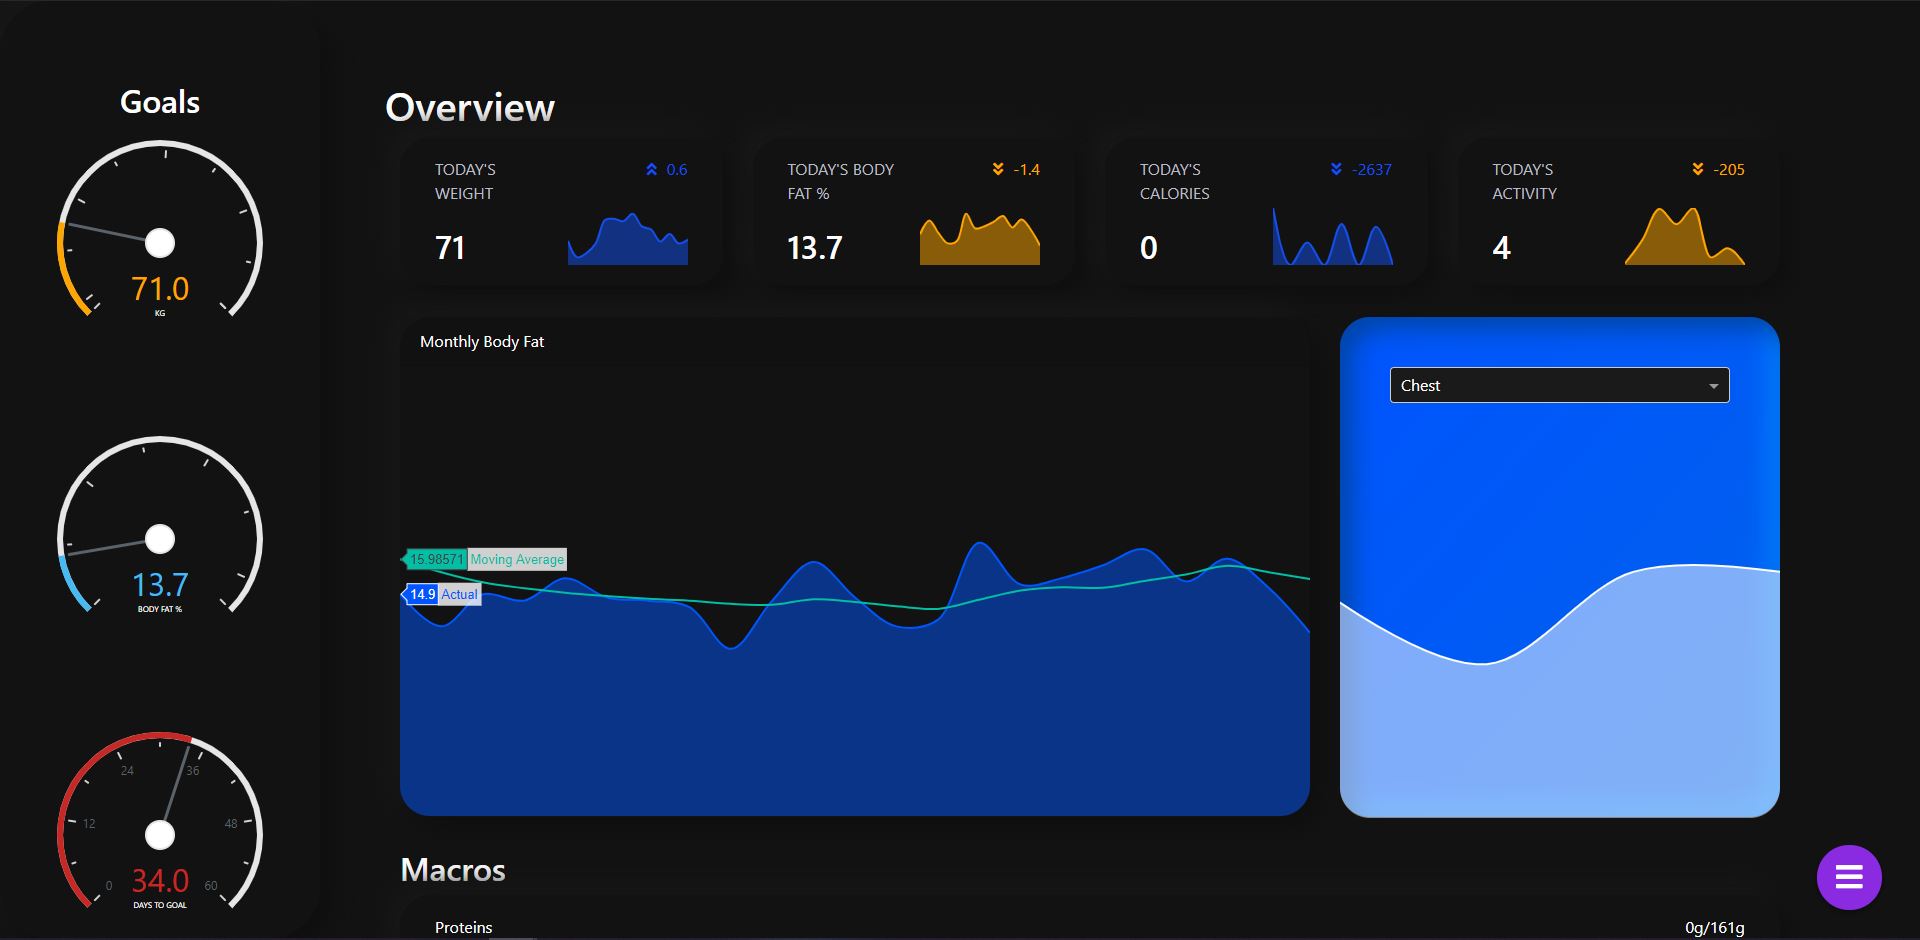 Goals
71.0
KG
13.7
BODY FAT %
24
36
12
48
0
34.0
60
DAYS TO GOAL
Overview
TODAY'S
WEIGHT
0.6
71
TODAY'S BODY
FAT %
-1.4
13.7
TODAY'S
CALORIES
-2637
0
TODAY'S
ACTIVITY
-205
4
Monthly Body Fat
15.98571 Moving Average
14.9 Actual
Chest
Macros
Proteins
0g/161g